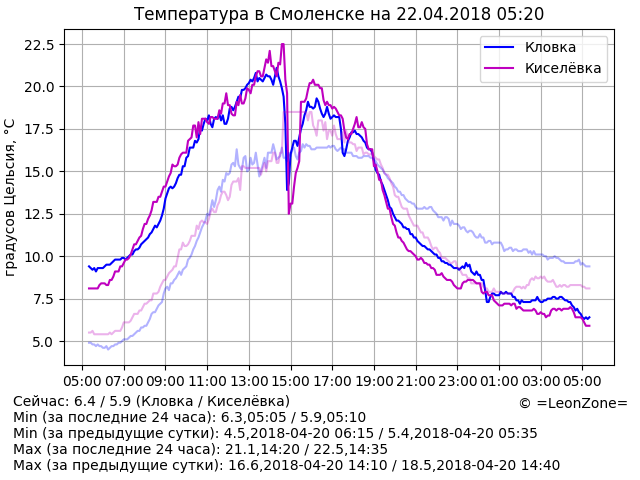 Температура в Смоленске на 22.04.2018 05:20
градусов Цельсия, °C
22.5
20.0
17.5
15.0
12.5
10.0
7.5
5.0
Кловка
Киселёвка
05:00 07:00 09:00 11:00 13:00 15:00 17:00 19:00 21:00 23:00 01:00 03:00 05:00
Сейчас: 6.4 / 5.9 (Кловка / Киселёвка)
© =LeonZone=
Min (за последние 24 часа): 6.3,05:05 / 5.9,05:10
Min (за предыдущие сутки): 4.5,2018-04-20 06:15 / 5.4,2018-04-20 05:35
Max (за последние 24 часа): 21.1,14:20 / 22.5,14:35
Max (за предыдущие сутки): 16.6,2018-04-20 14:10 / 18.5,2018-04-20 14:40